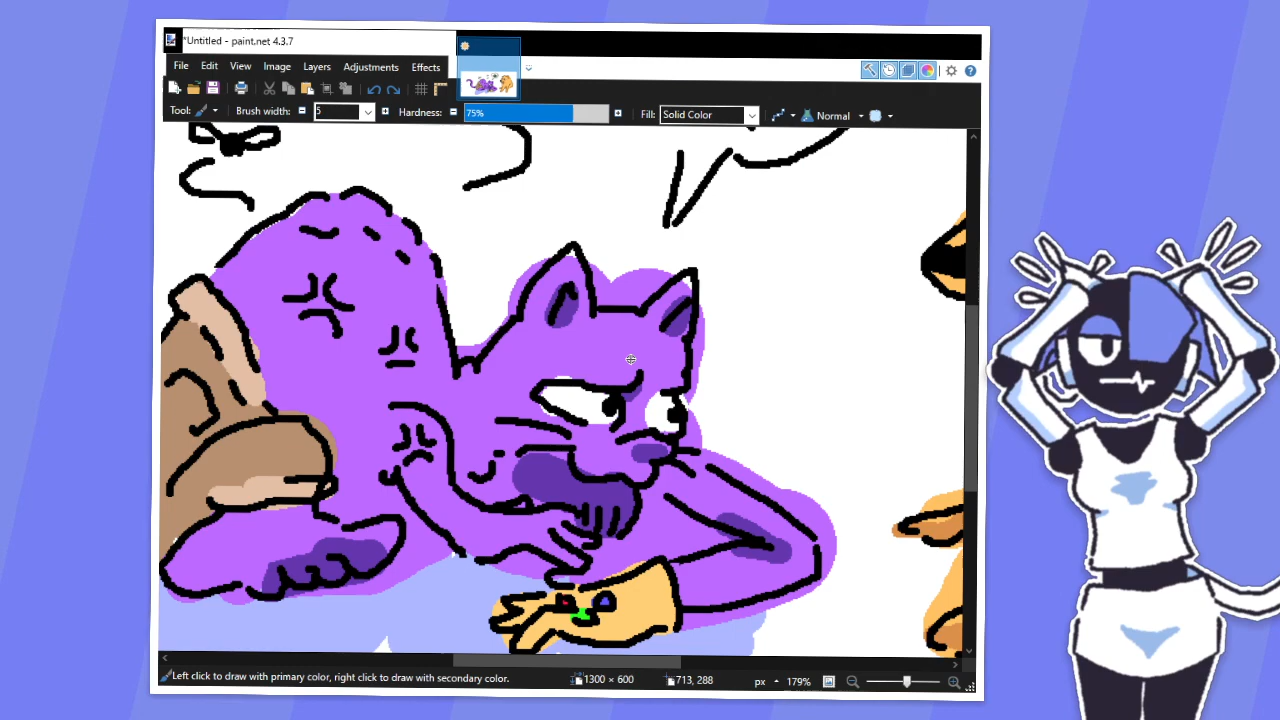 *Untitled - paint.net 4.3.7
File Edit View Image Layers Adjustments Effects
Tool: Brush width: 5 Hardness: 75% Fill: Solid Color Normal
Left click to draw with primary color, right click to draw with secondary color. 1300 × 600 713, 288 px 179%